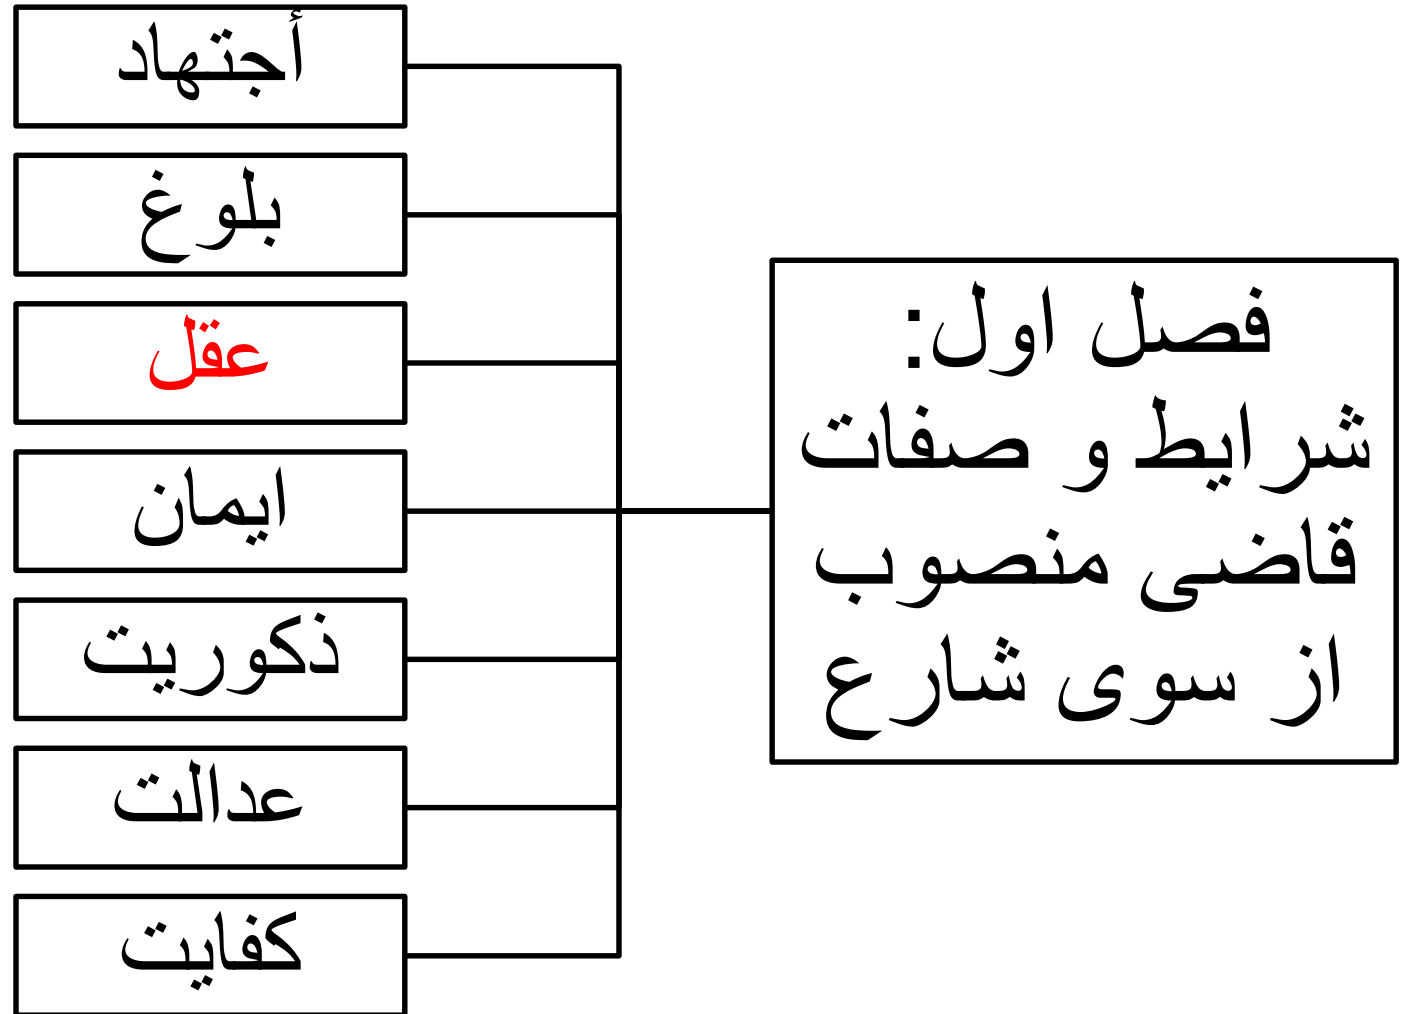 فصل اول:
شرایط و صفات
قاضی منصوب
از سوی شارع
أجتهاد
بلوغ
عقل
ایمان
ذکوریت
عدالت
کفایت